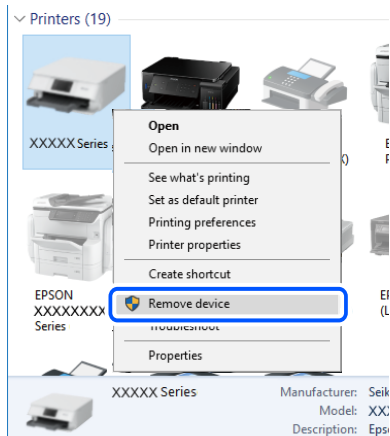 Printers (19)
XXXXX Series
Open
Open in new window
See what's printing
Set as default printer
Printing preferences
Printer properties
Create shortcut
Remove device
Troubleshoot
Properties
EPSON
XXXXXXXX
Series
XXXXX Series
Manufacturer:
Model:
Description: